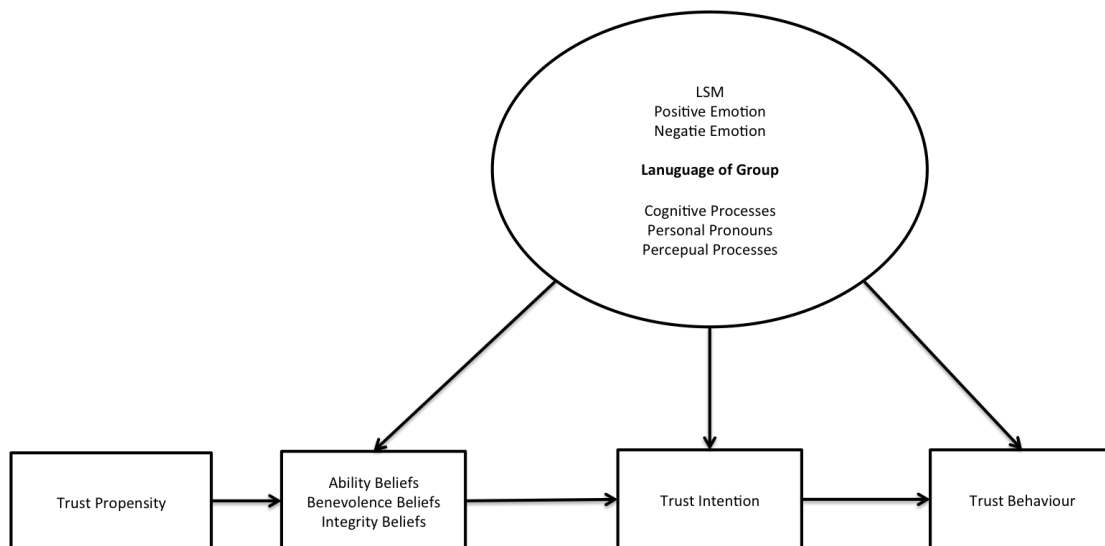 LSM
Positive Emotion
Negatie Emotion
Lanuguage of Group
Cognitive Processes
Personal Pronouns
Percepual Processes
Trust Propensity
Ability Beliefs
Benevolence Beliefs
Integrity Beliefs
Trust Intention
Trust Behaviour